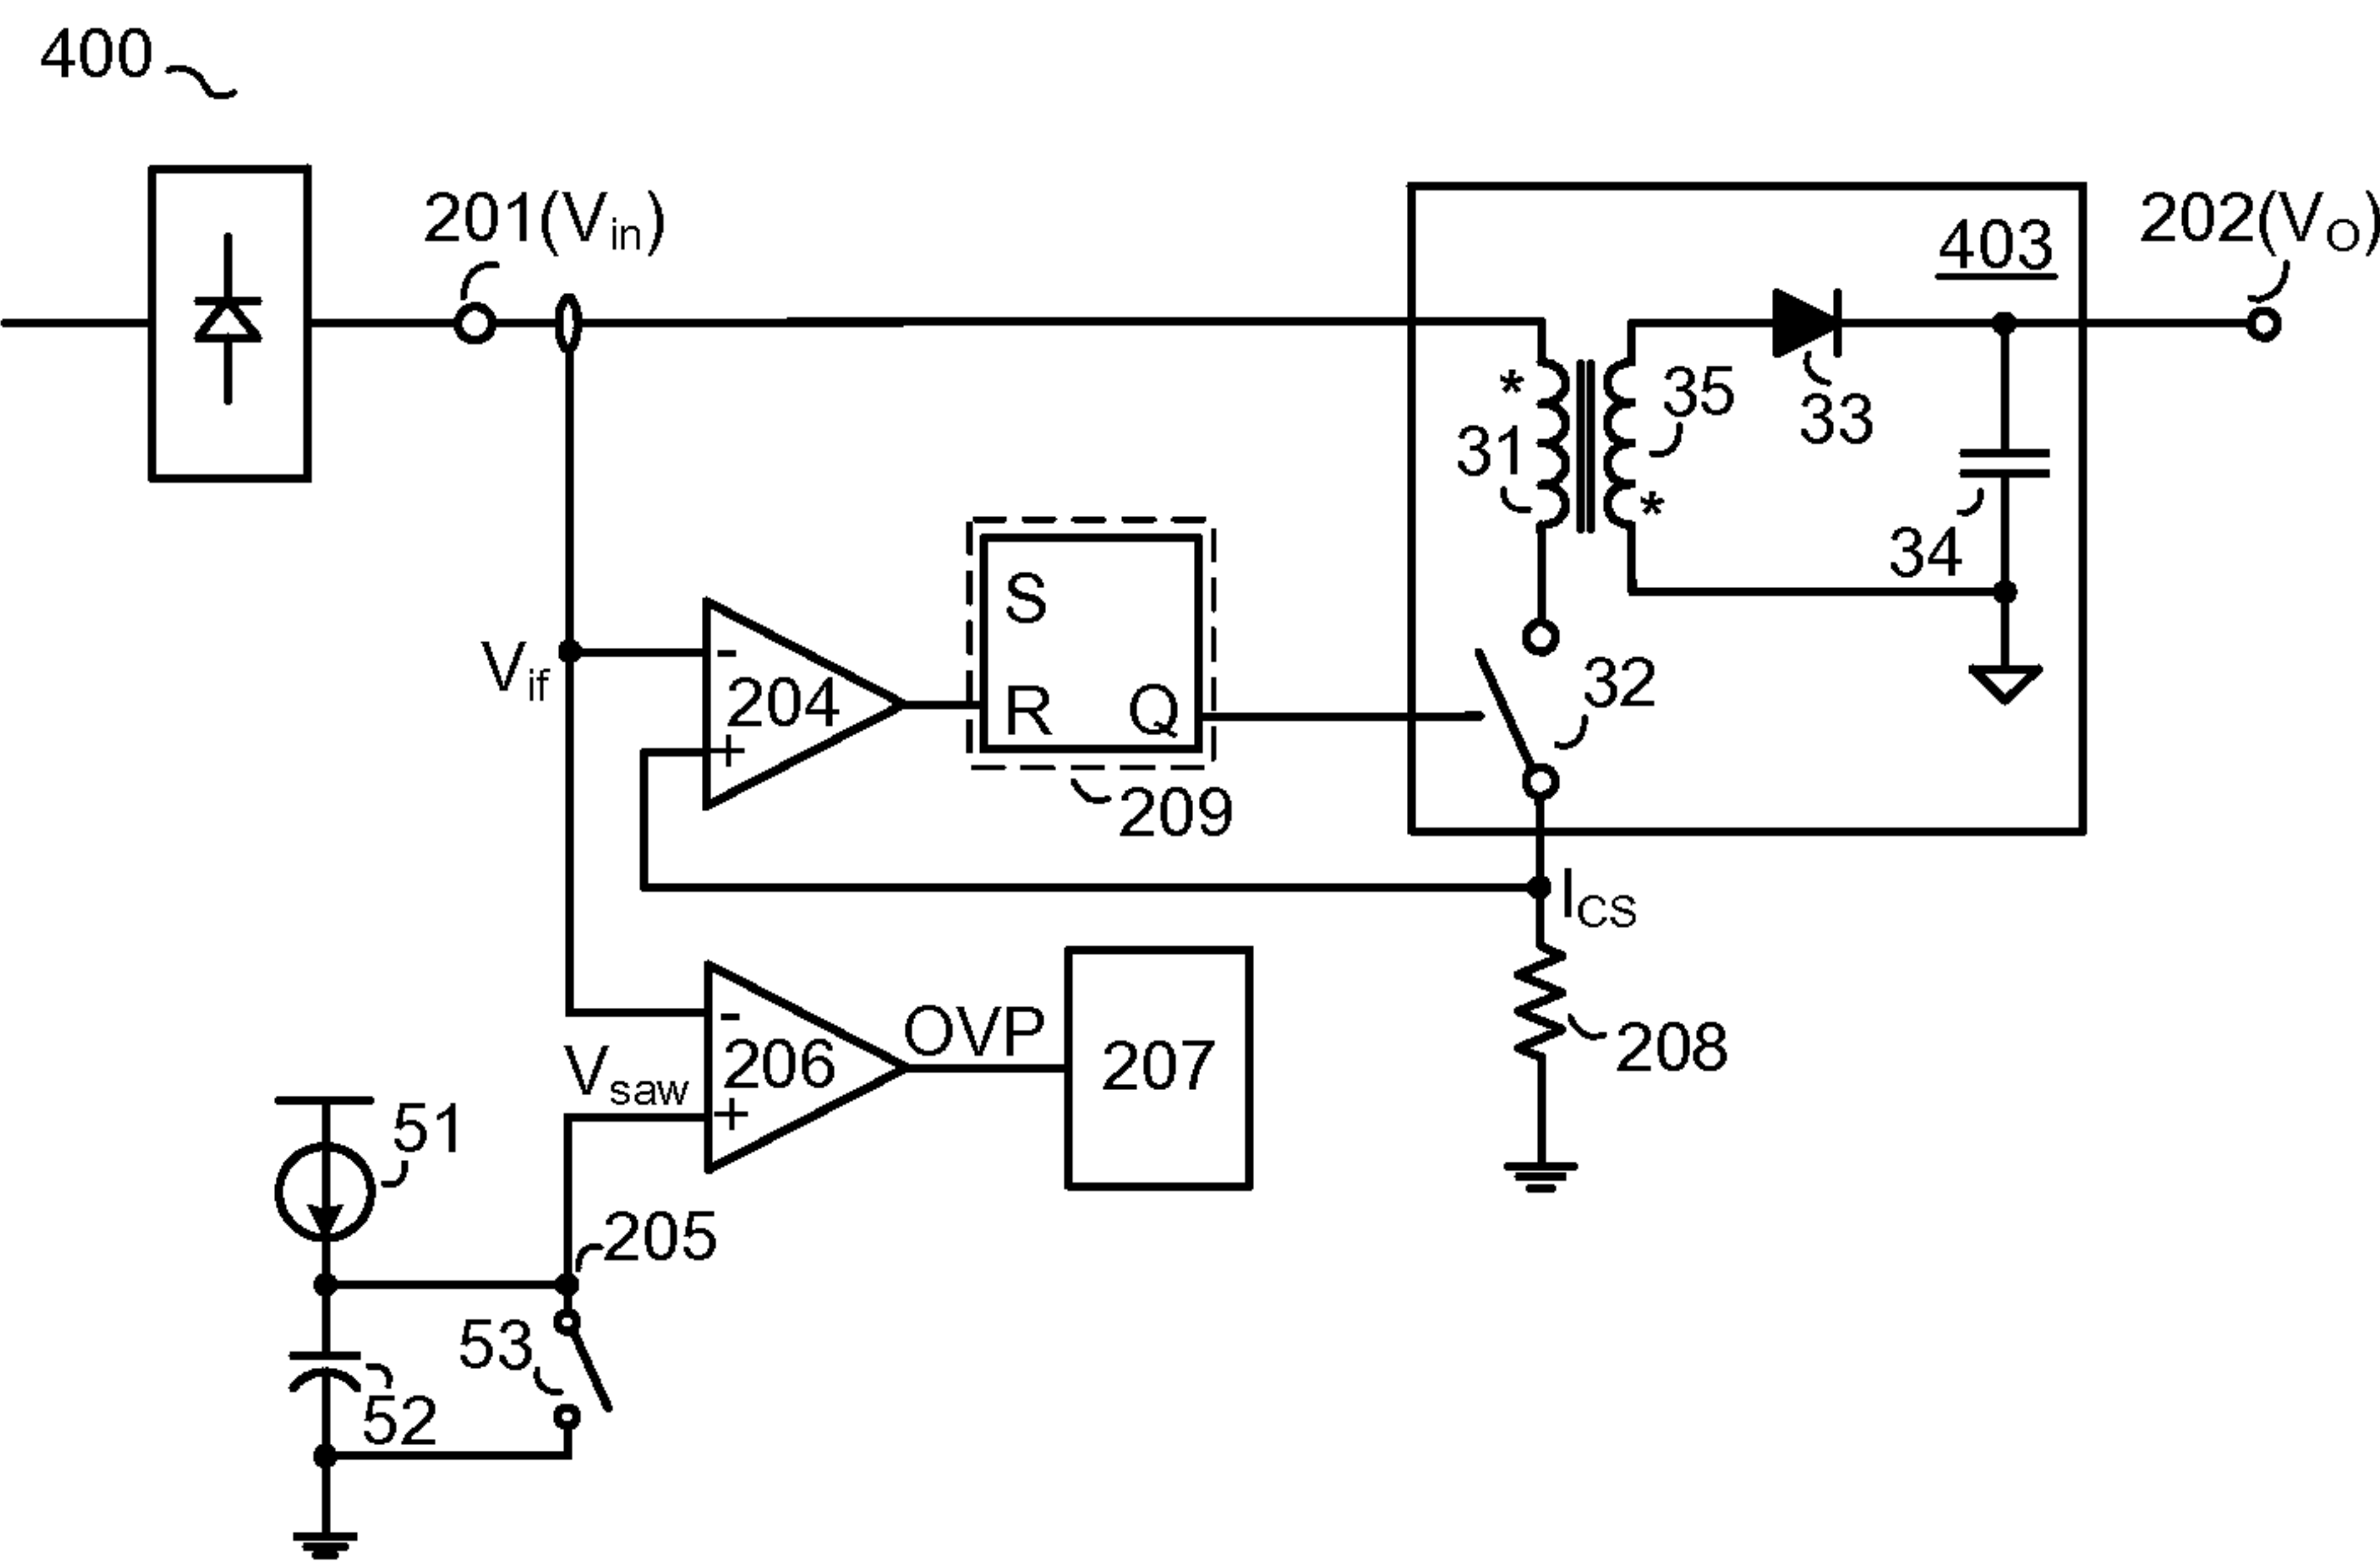 400
201(Vin)
403
202(VO)
*
35
31
33
*
34
S
Vif
-
204
R Q
32
+
209
ICS
-
OVP
206
207
208
Vsaw
+
51
205
53
52